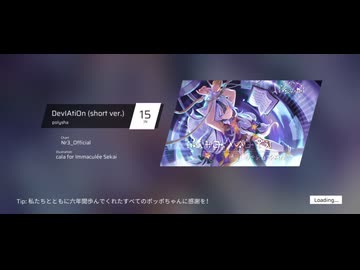 DevIAtiOn (short ver.)
polysha
15
IN
Chart
Nr3_Official
Illustration
cala for Immaculée Sekai
Tip: 私たちとともに六年間歩んでくれたすべてのポッポちゃんに感謝を!
Loading...